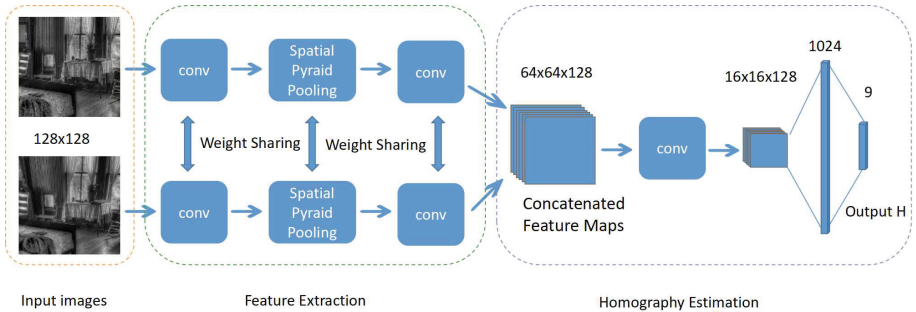 128x128
Input images
conv
Spatial
Pyraid
Pooling
conv
Weight Sharing
Weight Sharing
conv
Spatial
Pyraid
Pooling
conv
Feature Extraction
64x64x128
Concatenated
Feature Maps
conv
16x16x128
1024
9
Output H
Homography Estimation